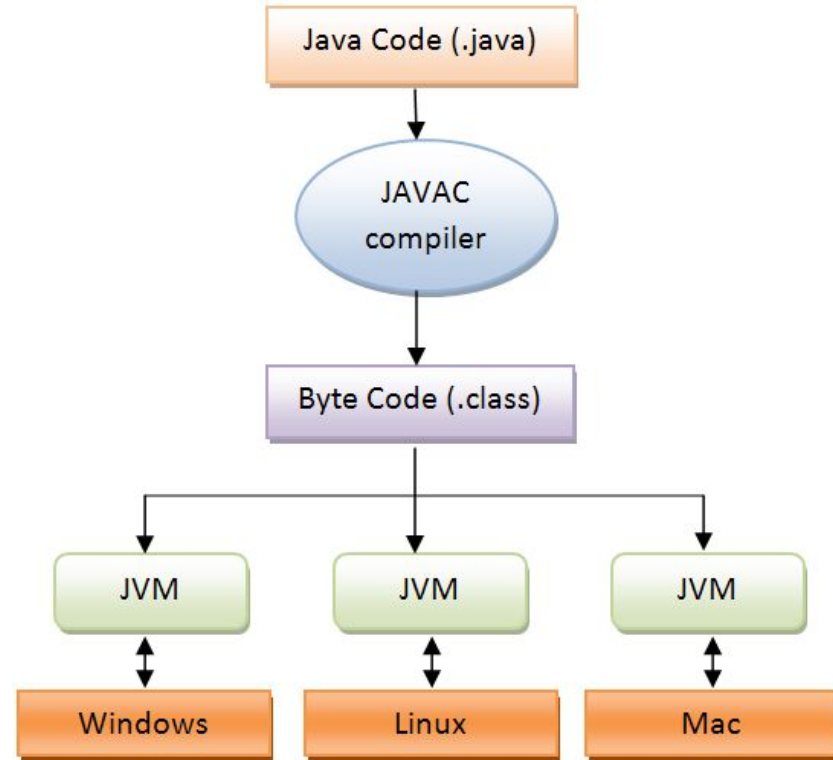 Java Code (.java)
JAVAC
compiler
Byte Code (.class)
JVM
JVM
JVM
Windows
Linux
Mac